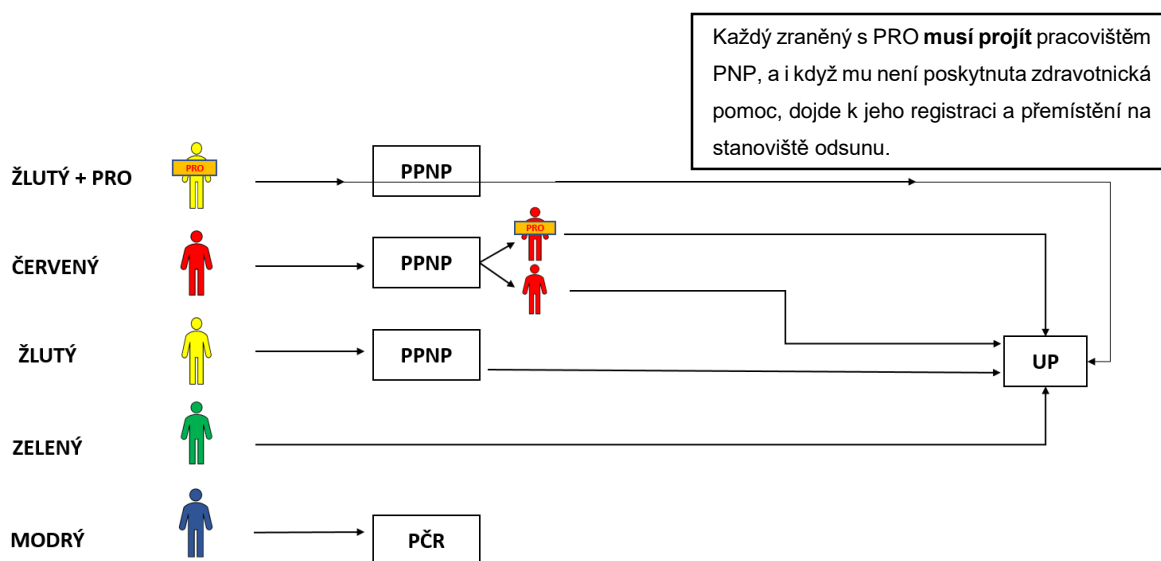 Každý zraněný s PRO musí projít pracovištěm
PNP, a i když mu není poskytnuta zdravotnická
pomoc, dojde k jeho registraci a přemístění na
stanoviště odsunu.
ŽLUTÝ + PRO
PRO
PPNP
PRO
ČERVENÝ
PPNP
ŽLUTÝ
PPNP
UP
ZELENÝ
MODRÝ
PČR